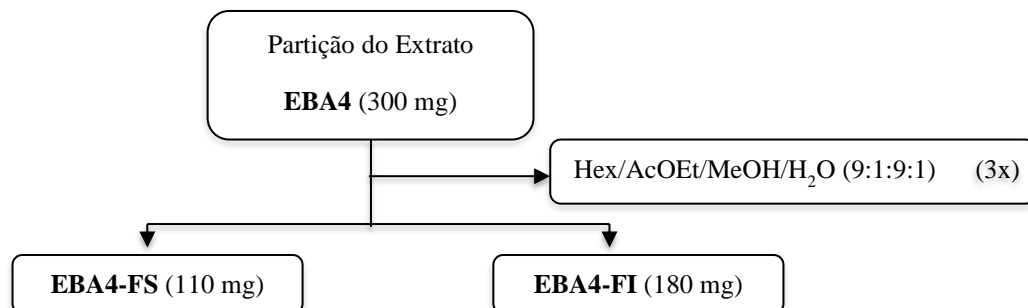 Partição do Extrato
EBA4 (300 mg)
Hex/AcOEt/MeOH/H₂O (9:1:9:1) (3x)
EBA4-FS (110 mg)
EBA4-FI (180 mg)